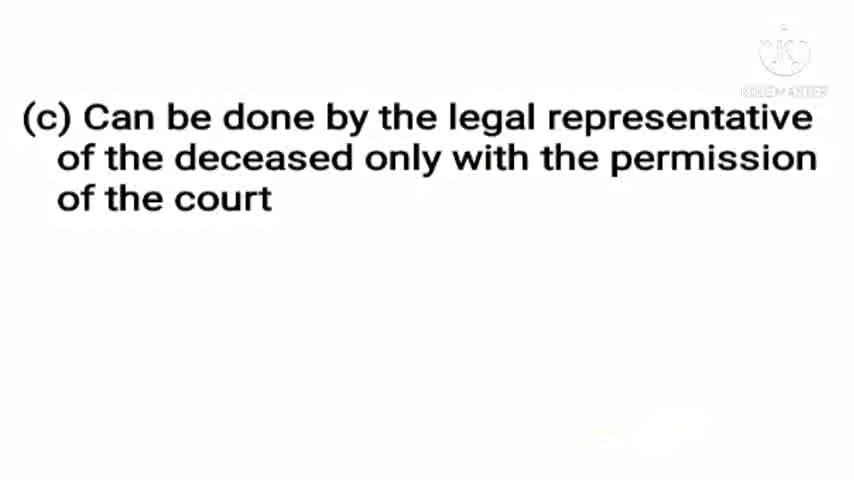 (c) Can be done by the legal representative
of the deceased only with the permission
of the court